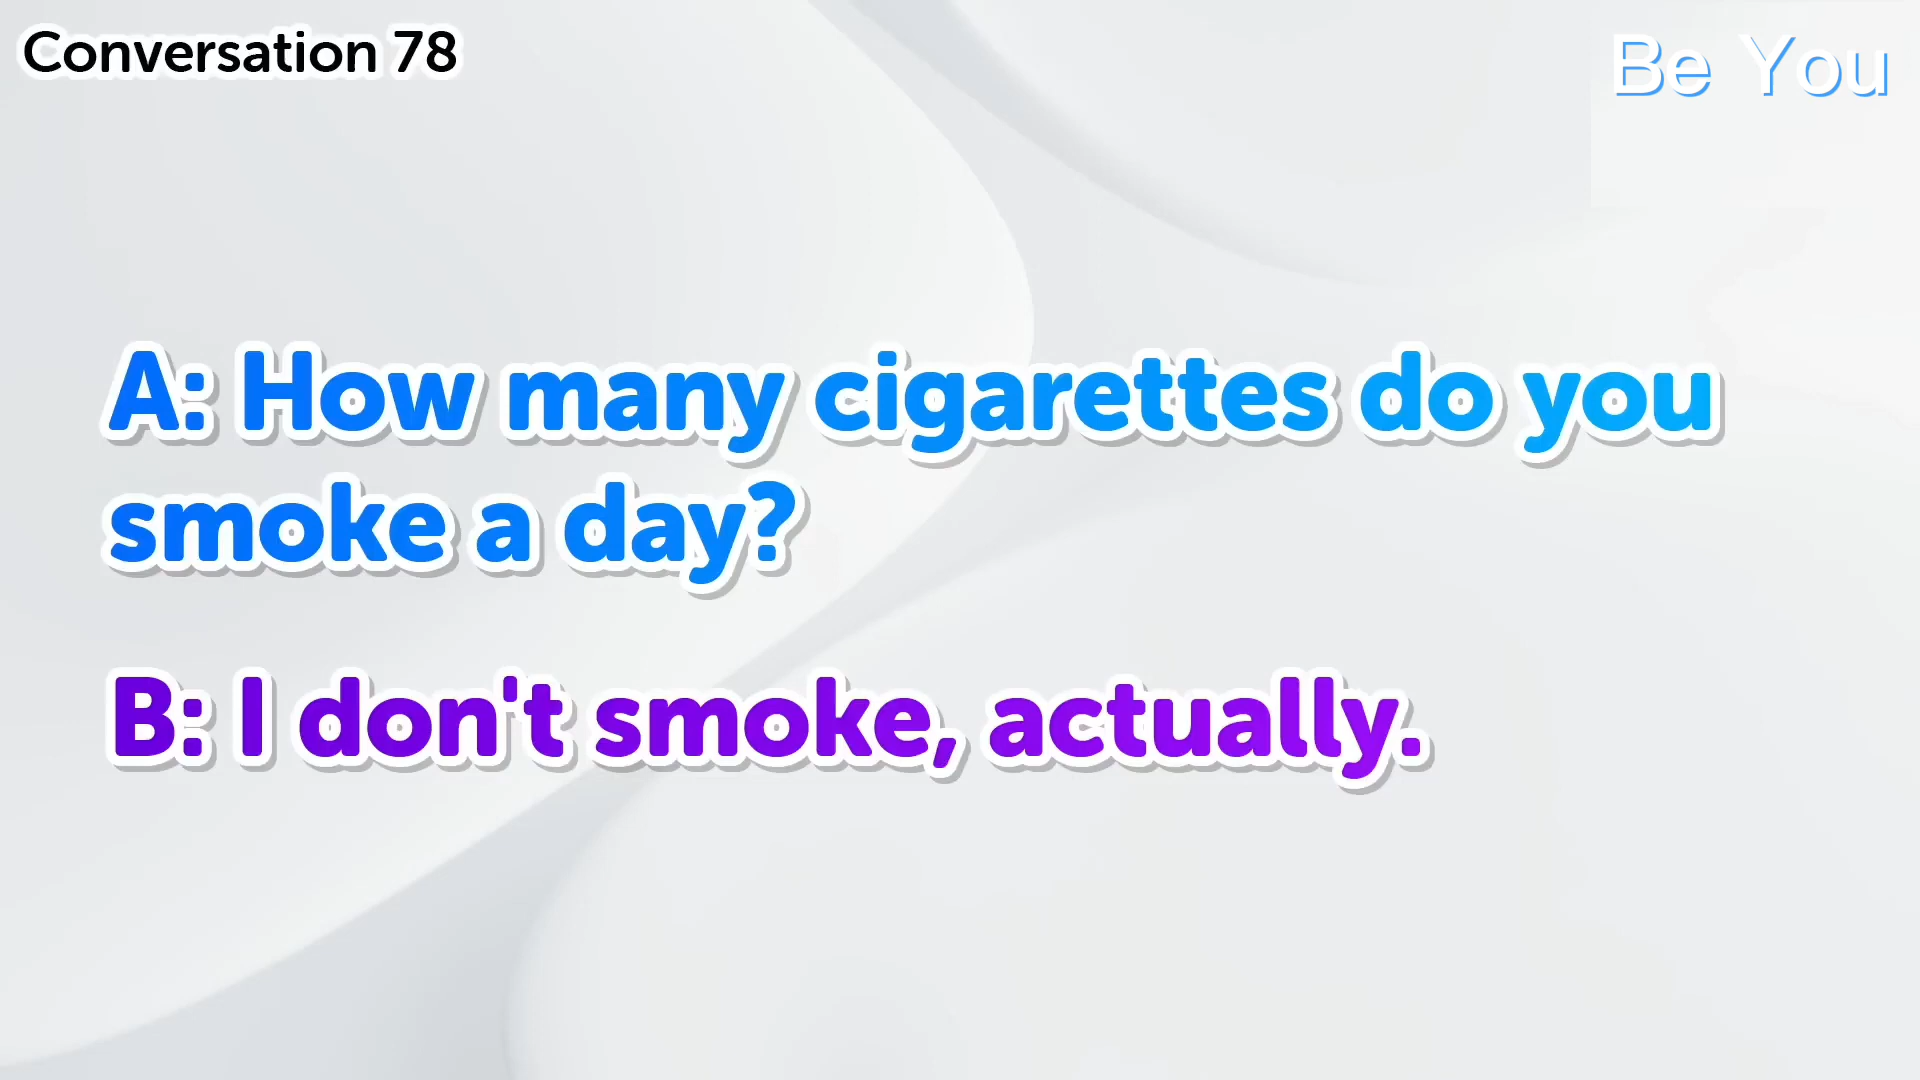 Conversation 78
Be You
A: How many cigarettes do you
smoke a day?
B: I don't smoke, actually.